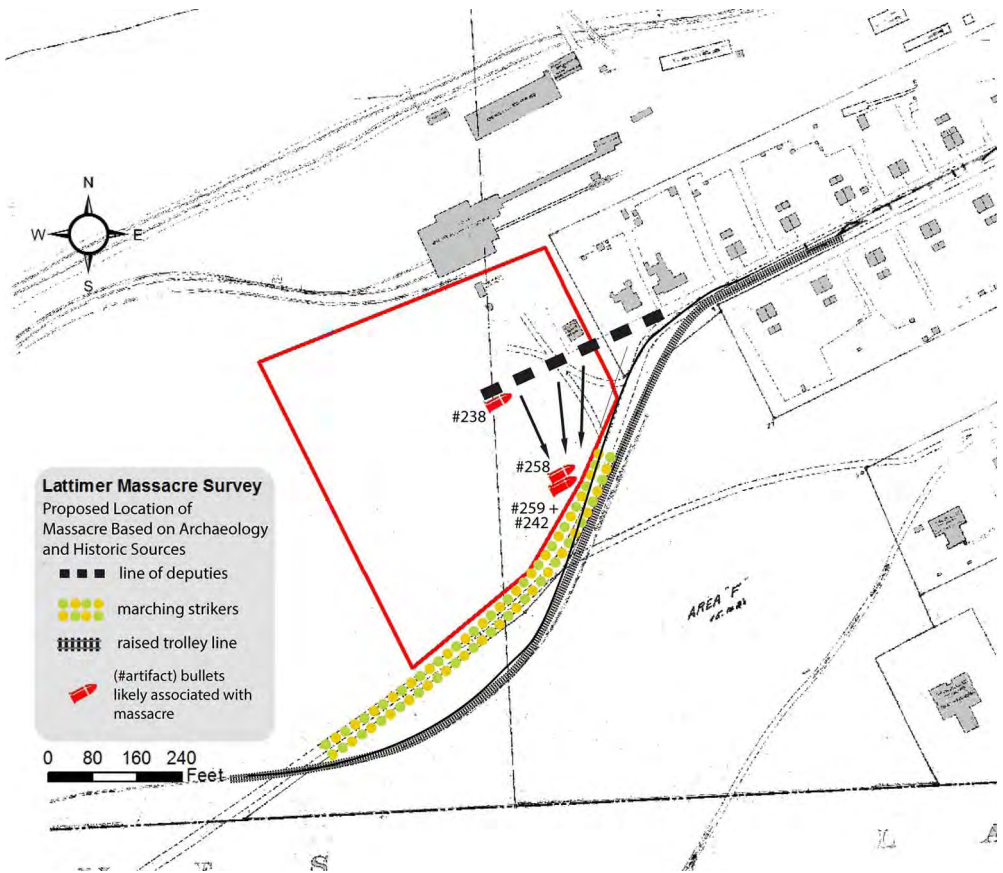 N
W
E
S
#238
#258
#259 +
#242
Lattimer Massacre Survey
Proposed Location of
Massacre Based on Archaeology
and Historic Sources
line of deputies
marching strikers
raised trolley line
(#artifact) bullets
likely associated with
massacre
0 80 160 240
Feet
AREA "F"
S
L
A